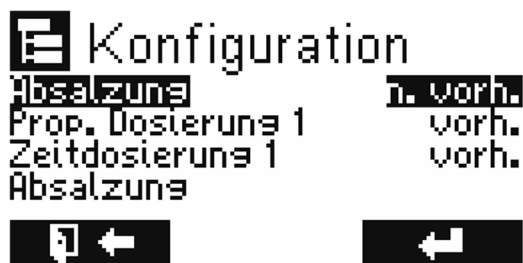 Konfiguration
Absalzung n. vorh.
Prop. Dosierung 1 vorh.
Zeitdosierung 1 vorh.
Absalzung